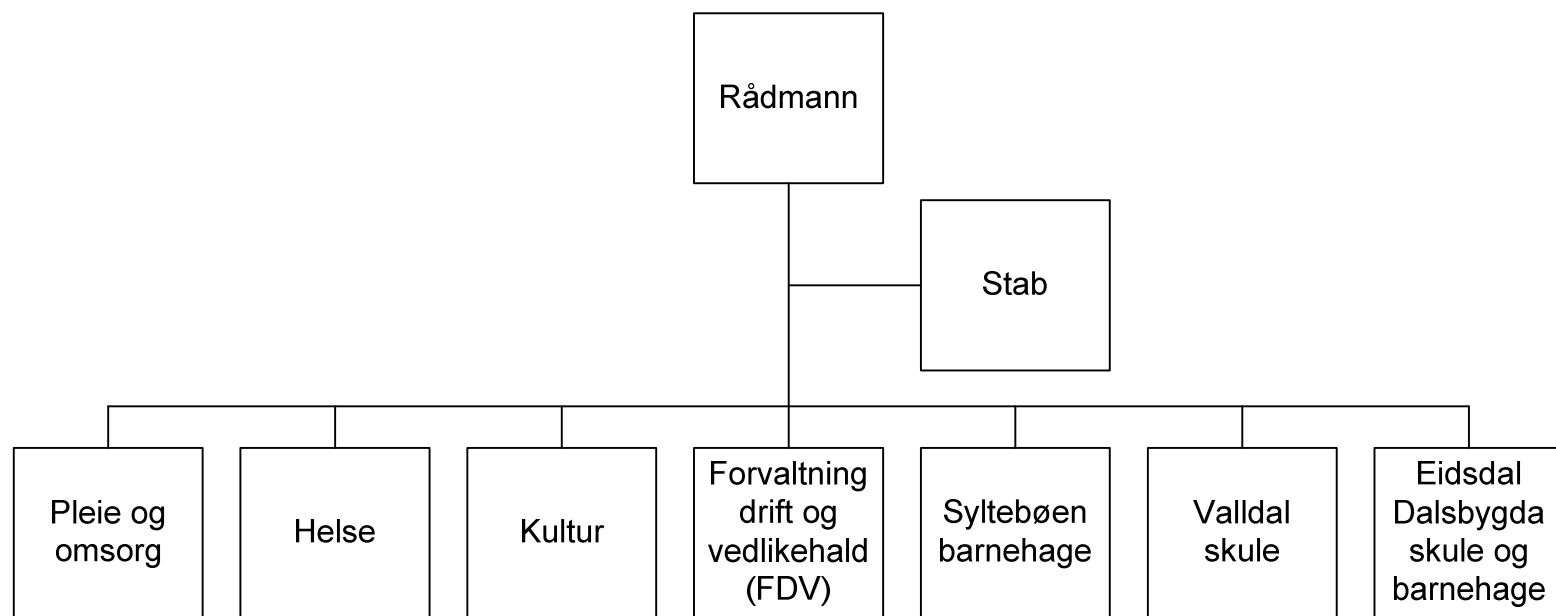 Rådmann
Stab
Pleie og
omsorg
Helse
Kultur
Forvaltning
drift og
vedlikehald
(FDV)
Syltebøen
barnehage
Valldal
skule
Eidsdal
Dalsbygda
skule og
barnehage